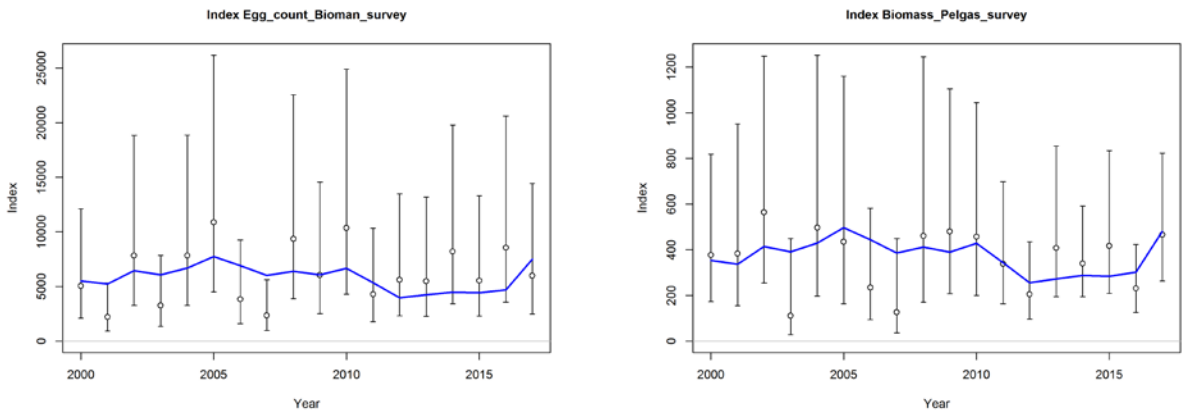 Index Egg_count_Bioman_survey
Index
25000
20000
15000
10000
5000
0
2000 2005 2010 2015
Year
Index Biomass_Pelgas_survey
Index
1200
1000
800
600
400
200
0
2000 2005 2010 2015
Year